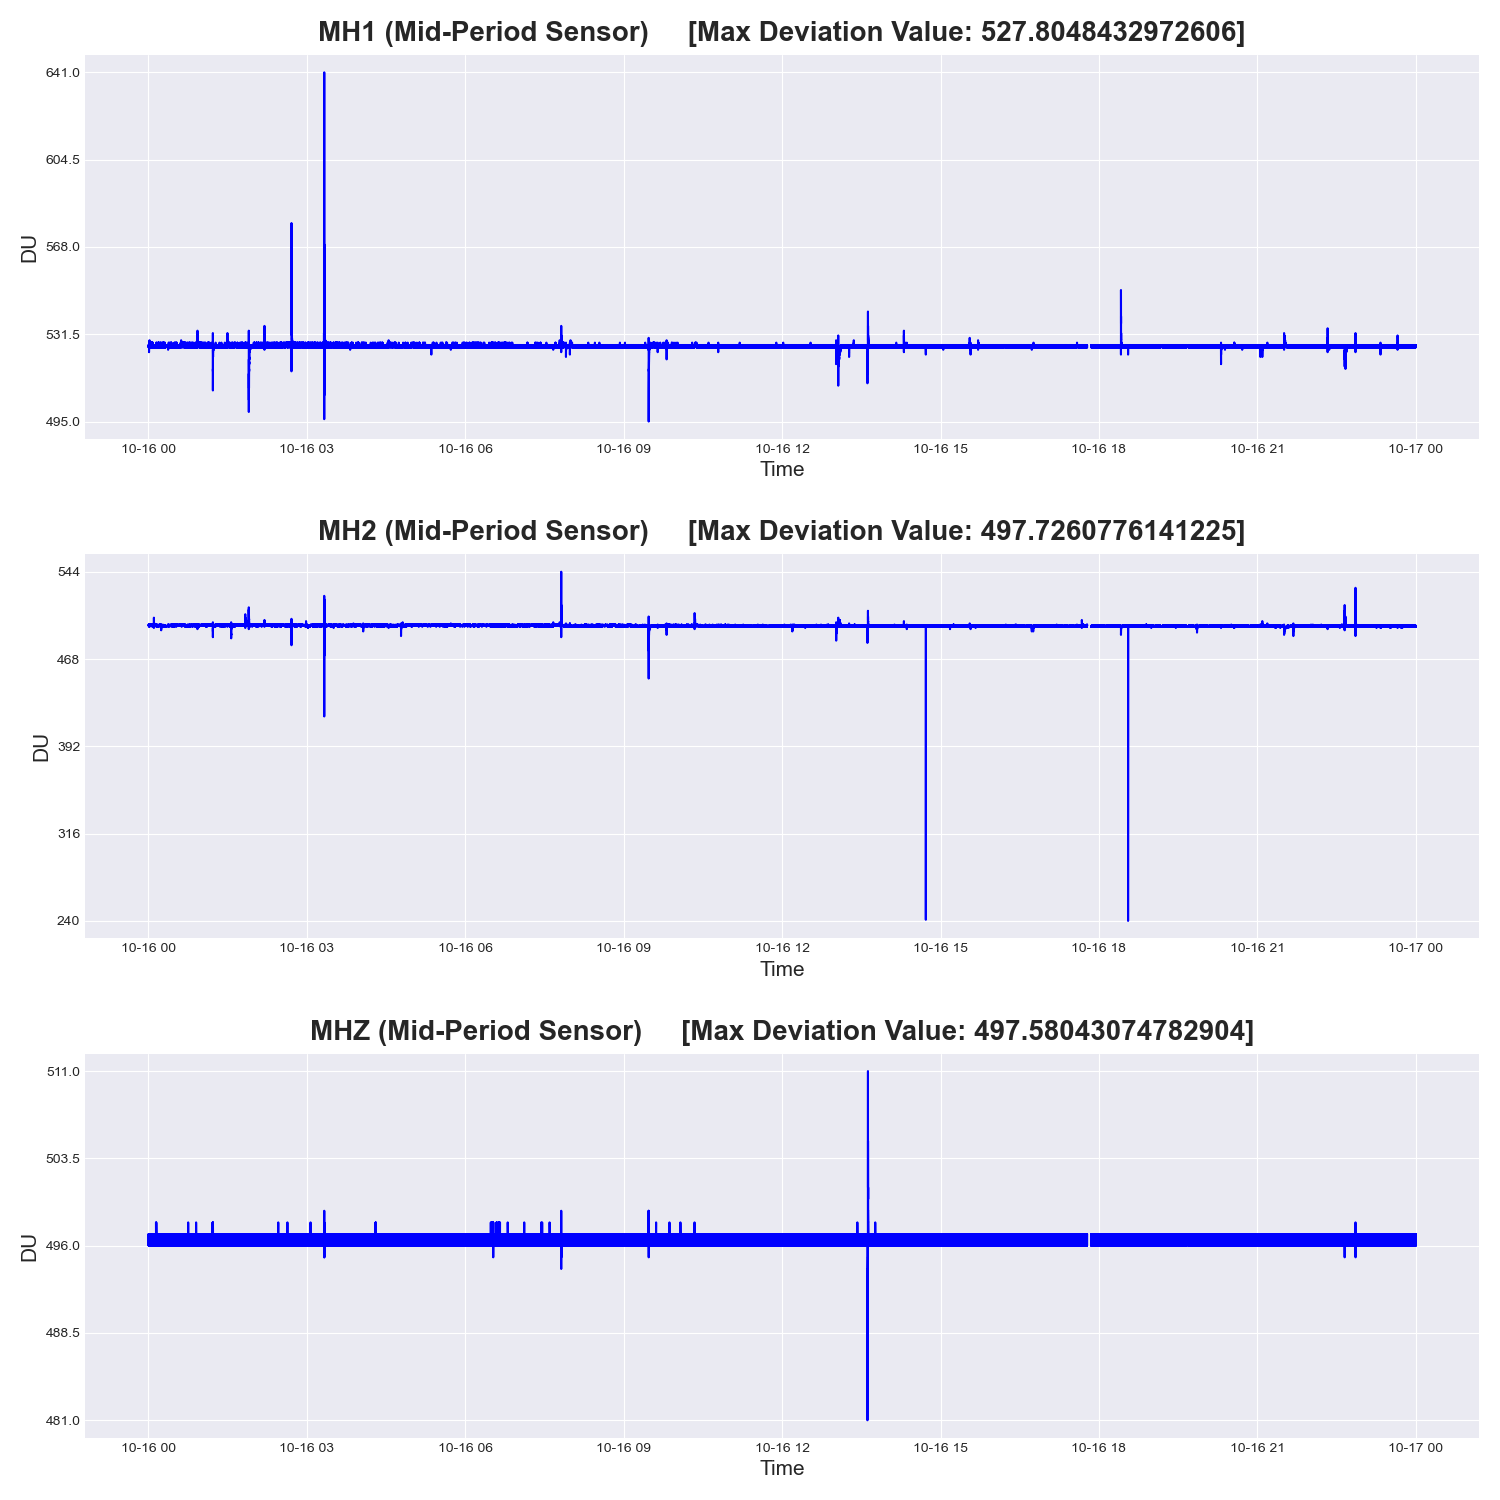 MH1 (Mid-Period Sensor) [Max Deviation Value: 527.8048432972606]
641.0
604.5
568.0
531.5
495.0
DU
10-16 00 10-16 03 10-16 06 10-16 09 10-16 12 10-16 15 10-16 18 10-16 21 10-17 00
Time
MH2 (Mid-Period Sensor) [Max Deviation Value: 497.7260776141225]
544
468
392
316
240
DU
10-16 00 10-16 03 10-16 06 10-16 09 10-16 12 10-16 15 10-16 18 10-16 21 10-17 00
Time
MHZ (Mid-Period Sensor) [Max Deviation Value: 497.58043074782904]
511.0
503.5
496.0
488.5
481.0
DU
10-16 00 10-16 03 10-16 06 10-16 09 10-16 12 10-16 15 10-16 18 10-16 21 10-17 00
Time